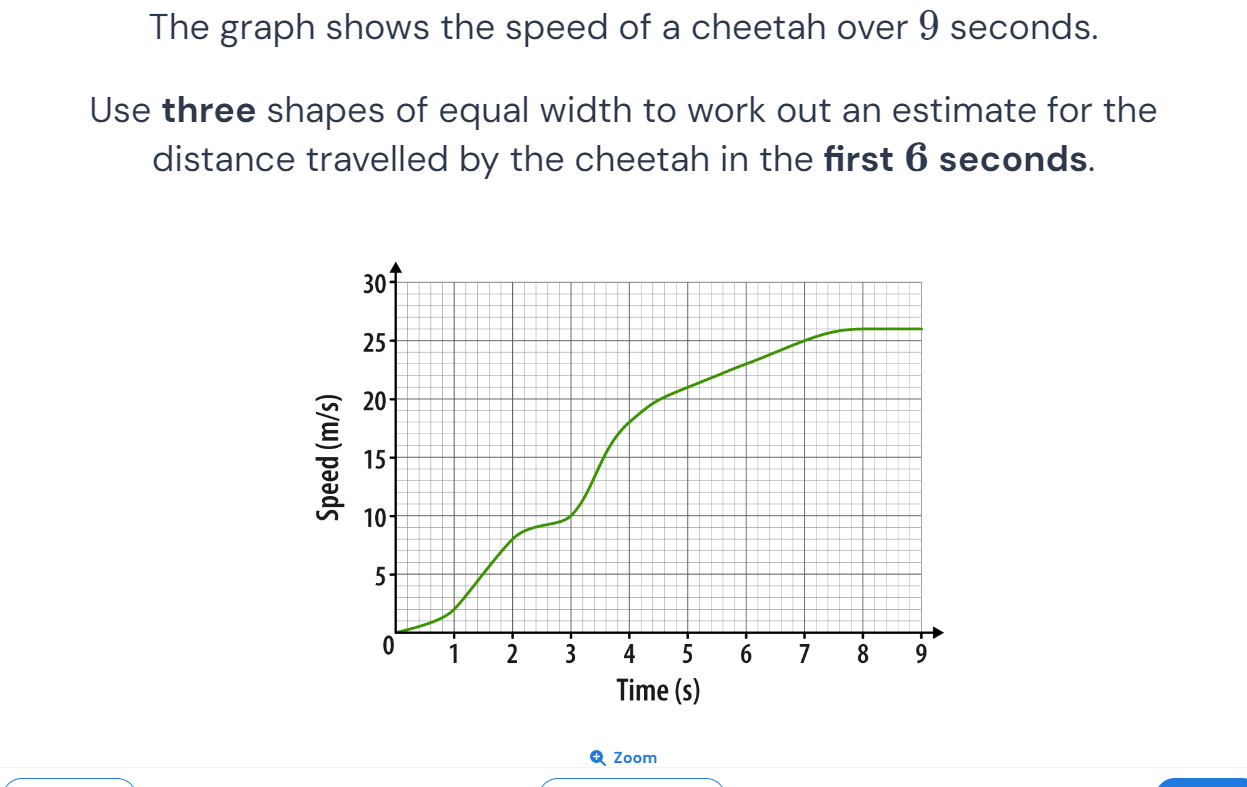 The graph shows the speed of a cheetah over 9 seconds.
Use three shapes of equal width to work out an estimate for the
distance travelled by the cheetah in the first 6 seconds.
30
25
20
15
10
5
0
1 2 3 4 5 6 7 8 9
Speed (m/s)
Time (s)
Zoom